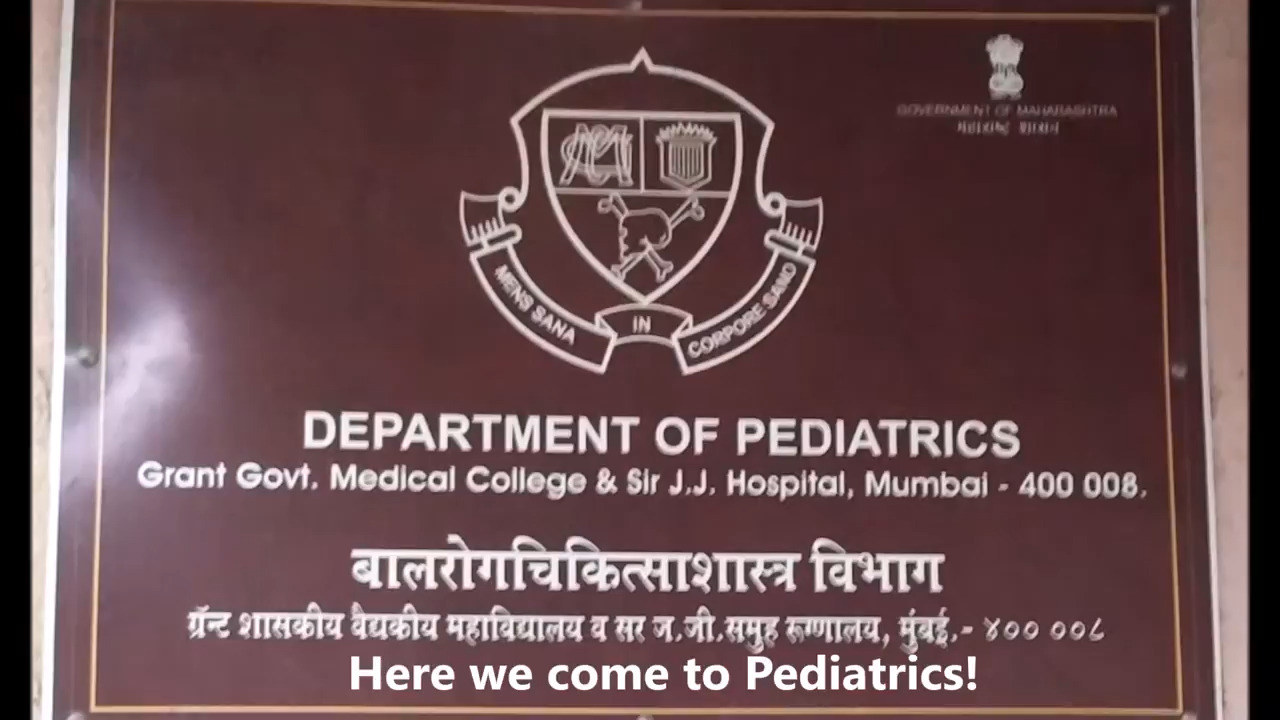 GOVERNMENT OF MAHARASHTRA
महाराष्ट्र शासन
MENS SANA IN CORPORE SANO
DEPARTMENT OF PEDIATRICS
Grant Govt. Medical College & Sir J.J. Hospital, Mumbai - 400 008.
बालरोगचिकित्साशास्त्र विभाग
ग्रॅन्ट शासकीय वैद्यकीय महाविद्यालय व सर ज.जी.समुह रूग्णालय, मुंबई.- ४०० ००८
Here we come to Pediatrics!